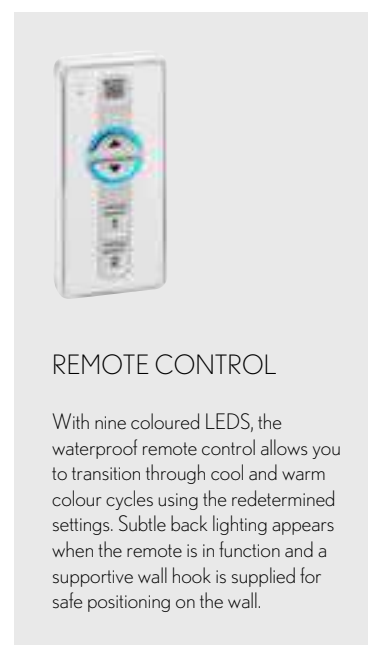 REMOTE CONTROL
With nine coloured LEDS, the
waterproof remote control allows you
to transition through cool and warm
colour cycles using the redetermined
settings. Subtle back lighting appears
when the remote is in function and a
supportive wall hook is supplied for
safe positioning on the wall.